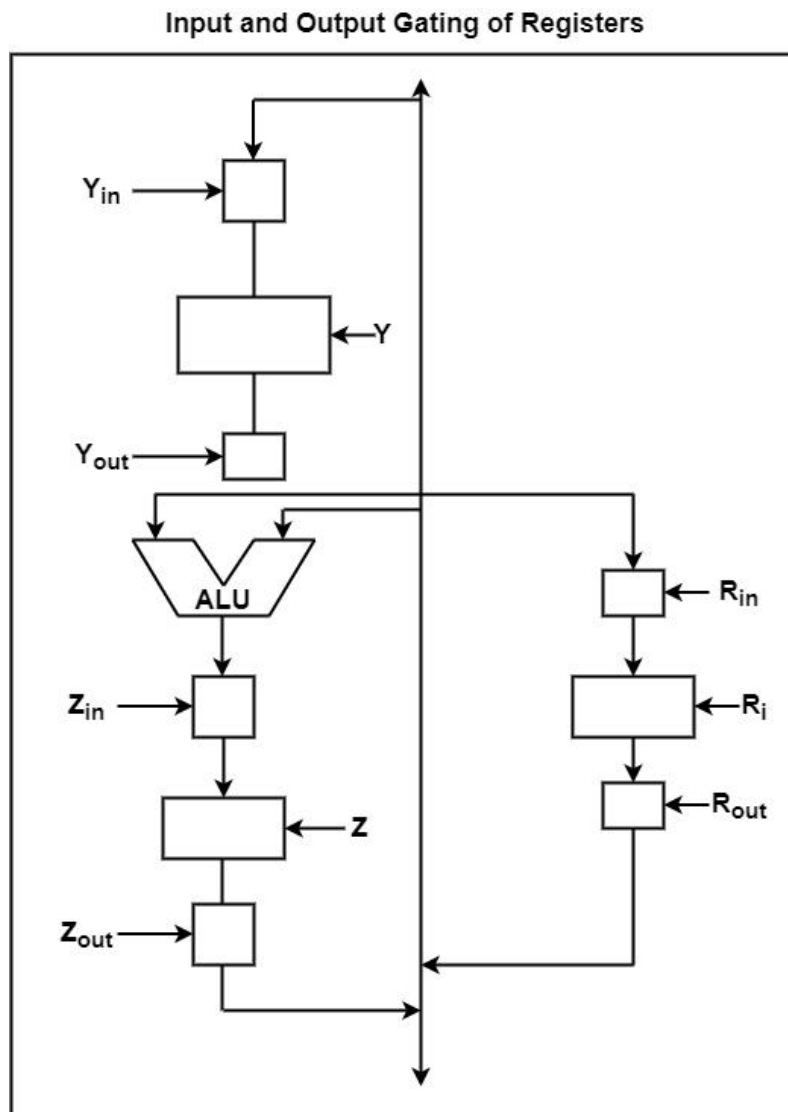 Input and Output Gating of Registers
Yin
Y
Yout
ALU
Rin
Zin
Ri
Rout
Z
Zout